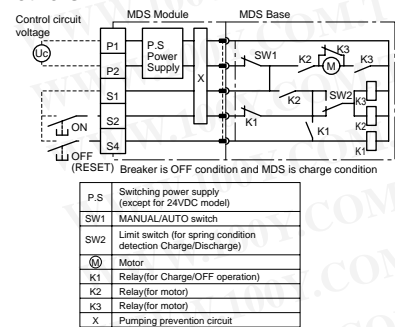 Control circuit
voltage
Uc
MDS Module
MDS Base
P1
P2
S1
S2
S4
P.S
Power
Supply
X
SW1
K2
M
K3
K3
K2
SW2
K3
K1
K1
K2
K1
ON
OFF
(RESET)
Breaker is OFF condition and MDS is charge condition
P.S Switching power supply
(except for 24VDC model)
SW1 MANUAL/AUTO switch
SW2 Limit switch (for spring condition
detection Charge/Discharge)
M Motor
K1 Relay(for Charge/OFF operation)
K2 Relay(for motor)
K3 Relay(for motor)
X Pumping prevention circuit